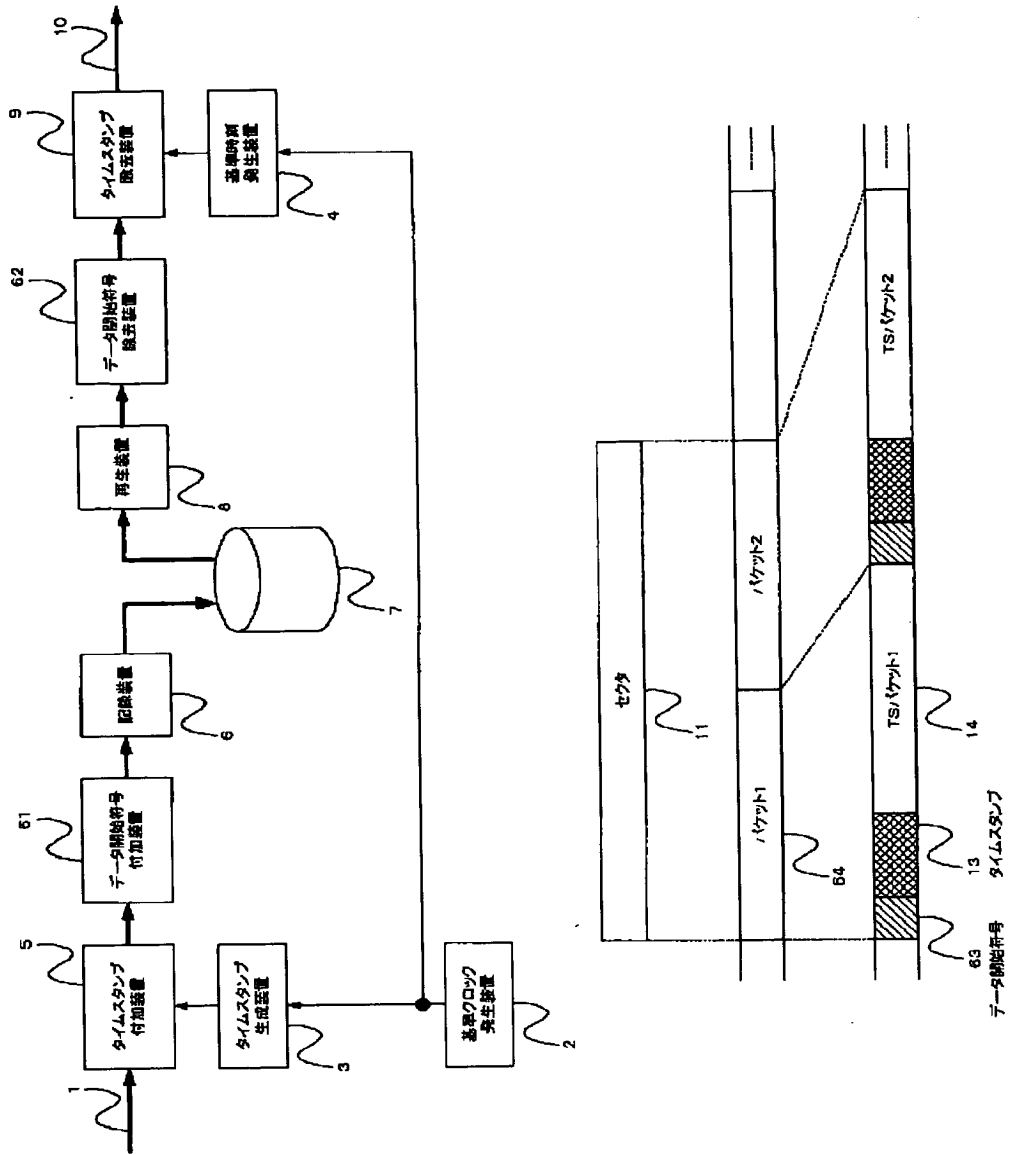 1
タイムスタンプ
付加装置
5
データ開始符号
付加装置
61
記録装置
6
7
再生装置
8
データ開始符号
除去装置
62
タイムスタンプ
除去装置
9
10
タイムスタンプ
生成装置
3
基準時刻
発生装置
4
基準クロック
発生装置
2
セクタ
11
パケット1
パケット2
64
TSパケット1
TSパケット2
63
データ開始符号
13
タイムスタンプ
14